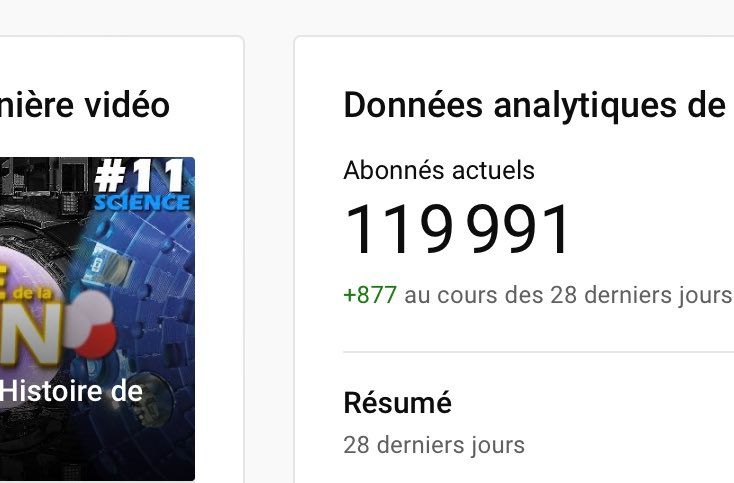 nière vidéo
#11
SCIENCE
E de la
N
Histoire de
Données analytiques de
Abonnés actuels
119 991
+877 au cours des 28 derniers jours
Résumé
28 derniers jours